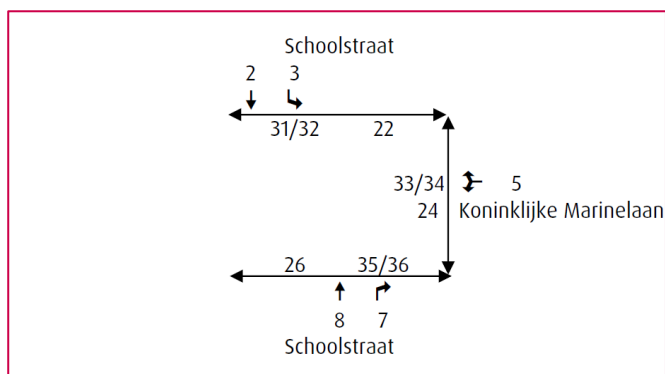 Schoolstraat
2 3
31/32 22
33/34 5
24 Koninklijke Marinelaan
26 35/36
8 7
Schoolstraat